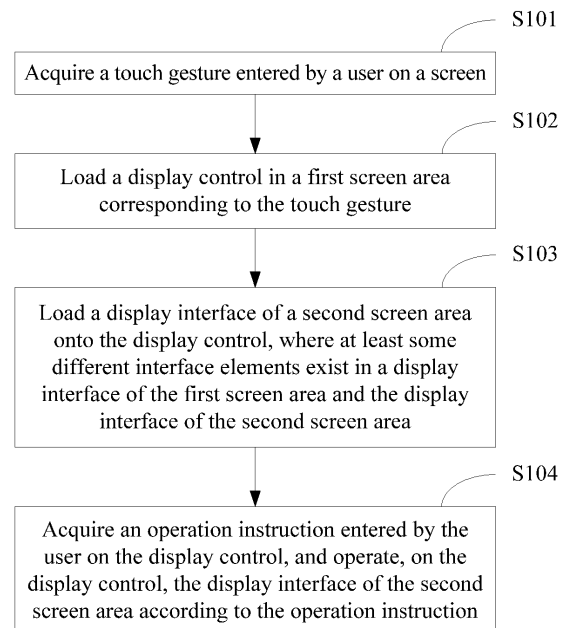 S101
Acquire a touch gesture entered by a user on a screen
S102
Load a display control in a first screen area
corresponding to the touch gesture
S103
Load a display interface of a second screen area
onto the display control, where at least some
different interface elements exist in a display
interface of the first screen area and the display
interface of the second screen area
S104
Acquire an operation instruction entered by the
user on the display control, and operate, on the
display control, the display interface of the second
screen area according to the operation instruction